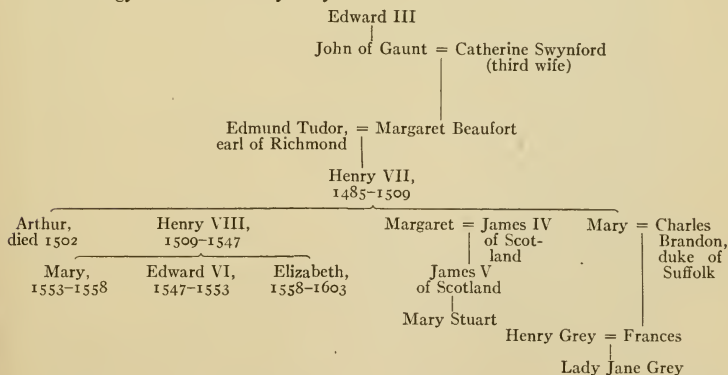 Edward III
John of Gaunt = Catherine Swynford
(third wife)
Edmund Tudor, = Margaret Beaufort
earl of Richmond
Henry VII,
1485–1509
Arthur, Henry VIII, Margaret = James IV Mary = Charles
died 1502 1509–1547 of Scot- Brandon,
land duke of
Mary, Edward VI, Elizabeth, James V Suffolk
1553–1558 1547–1553 1558–1603 of Scotland
Mary Stuart
Henry Grey = Frances
Lady Jane Grey